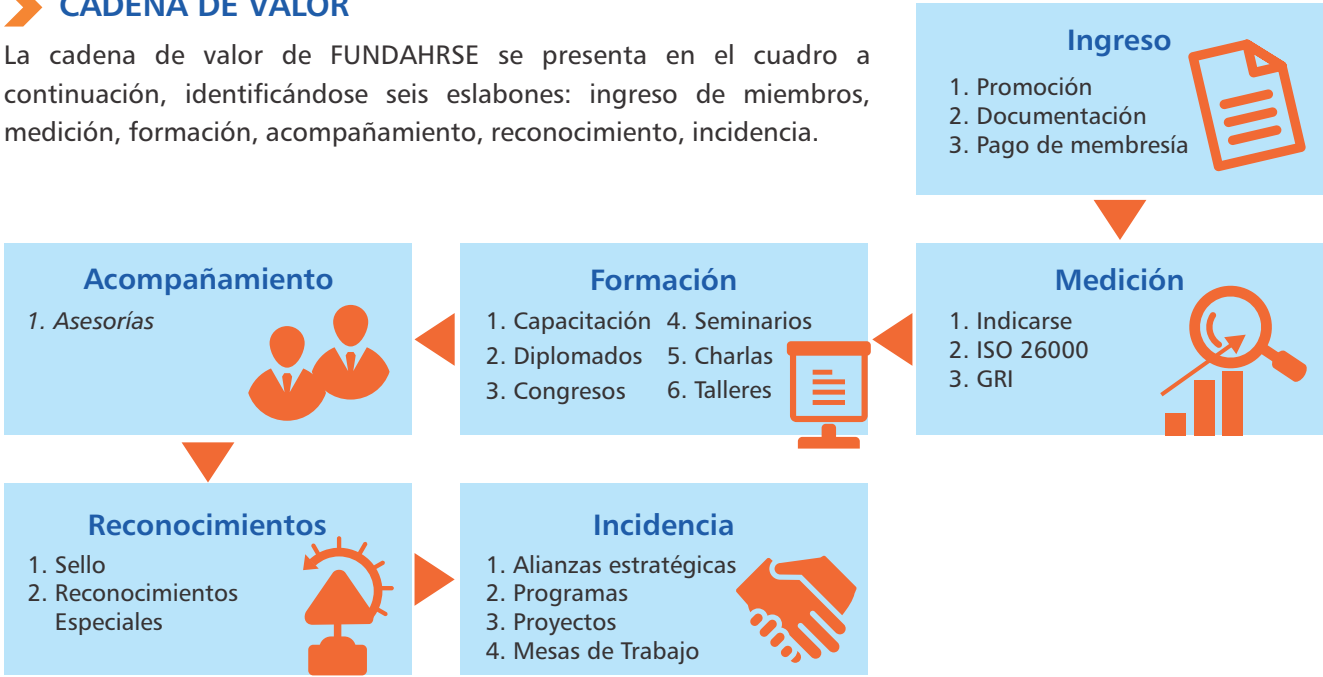 CADENA DE VALOR
La cadena de valor de FUNDAHRSE se presenta en el cuadro a
continuación, identificándose seis eslabones: ingreso de miembros,
medición, formación, acompañamiento, reconocimiento, incidencia.
Ingreso
1. Promoción
2. Documentación
3. Pago de membresía
Medición
1. Indicarse
2. ISO 26000
3. GRI
Formación
1. Capacitación
2. Diplomados
3. Congresos
4. Seminarios
5. Charlas
6. Talleres
Acompañamiento
1. Asesorías
Reconocimientos
1. Sello
2. Reconocimientos
Especiales
Incidencia
1. Alianzas estratégicas
2. Programas
3. Proyectos
4. Mesas de Trabajo